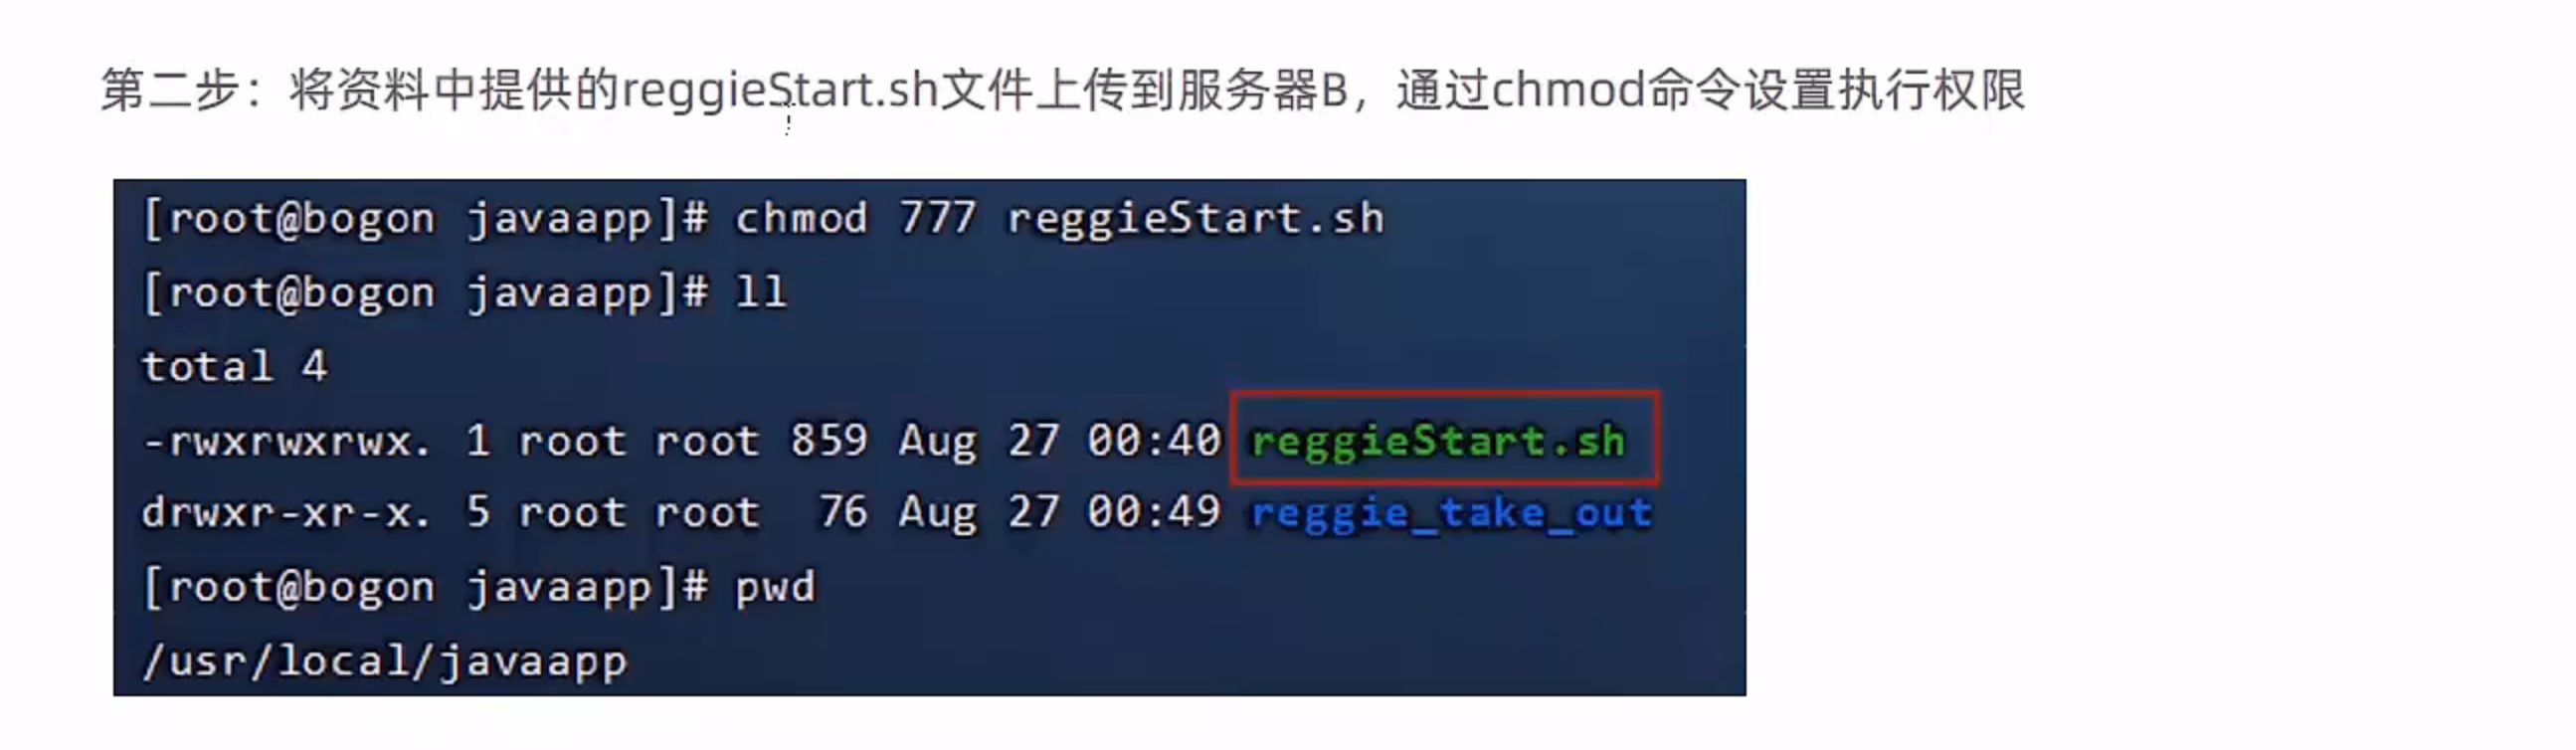 第二步：将资料中提供的reggieStart.sh文件上传到服务器B，通过chmod命令设置执行权限
[root@bogon javaapp]# chmod 777 reggieStart.sh
[root@bogon javaapp]# ll
total 4
-rwxrwxrwx. 1 root root 859 Aug 27 00:40 reggieStart.sh
drwxr-xr-x. 5 root root  76 Aug 27 00:49 reggie_take_out
[root@bogon javaapp]# pwd
/usr/local/javaapp